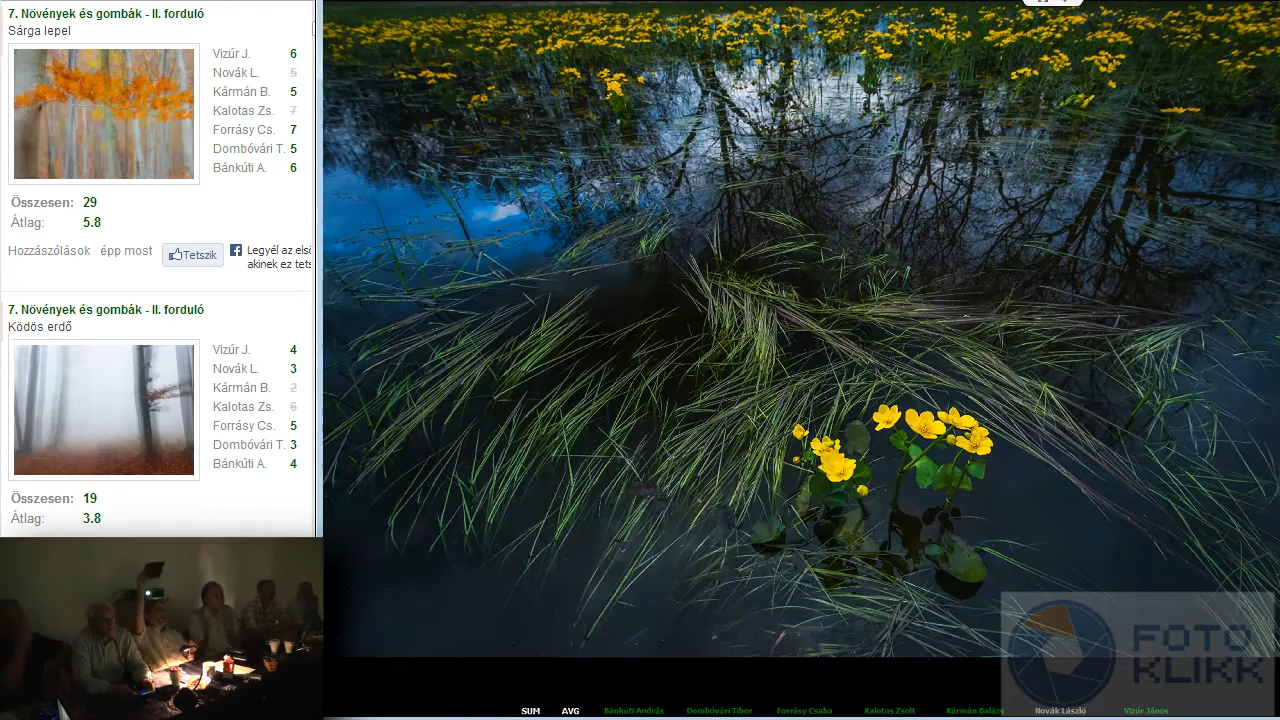 7. Növények és gombák - II. forduló
Sárga lepel
Vizúr J. 6
Novák L. 5
Kármán B. 5
Kalotas Zs. 7
Forrásy Cs. 7
Dombóvári T. 5
Bánkúti A. 6
Összesen: 29
Átlag: 5.8
Hozzászólások épp most Tetszik Legyél az első
akinek ez tets
7. Növények és gombák - II. forduló
Ködös erdő
Vizúr J. 4
Novák L. 3
Kármán B. 2
Kalotas Zs. 6
Forrásy Cs. 5
Dombóvári T. 3
Bánkúti A. 4
Összesen: 19
Átlag: 3.8
FOTO
KLIKK
SUM AVG Bánkúti András Dombóvári Tibor Forrásy Csaba Kalotas Zsolt Kármán Balázs Novák László Vizúr János